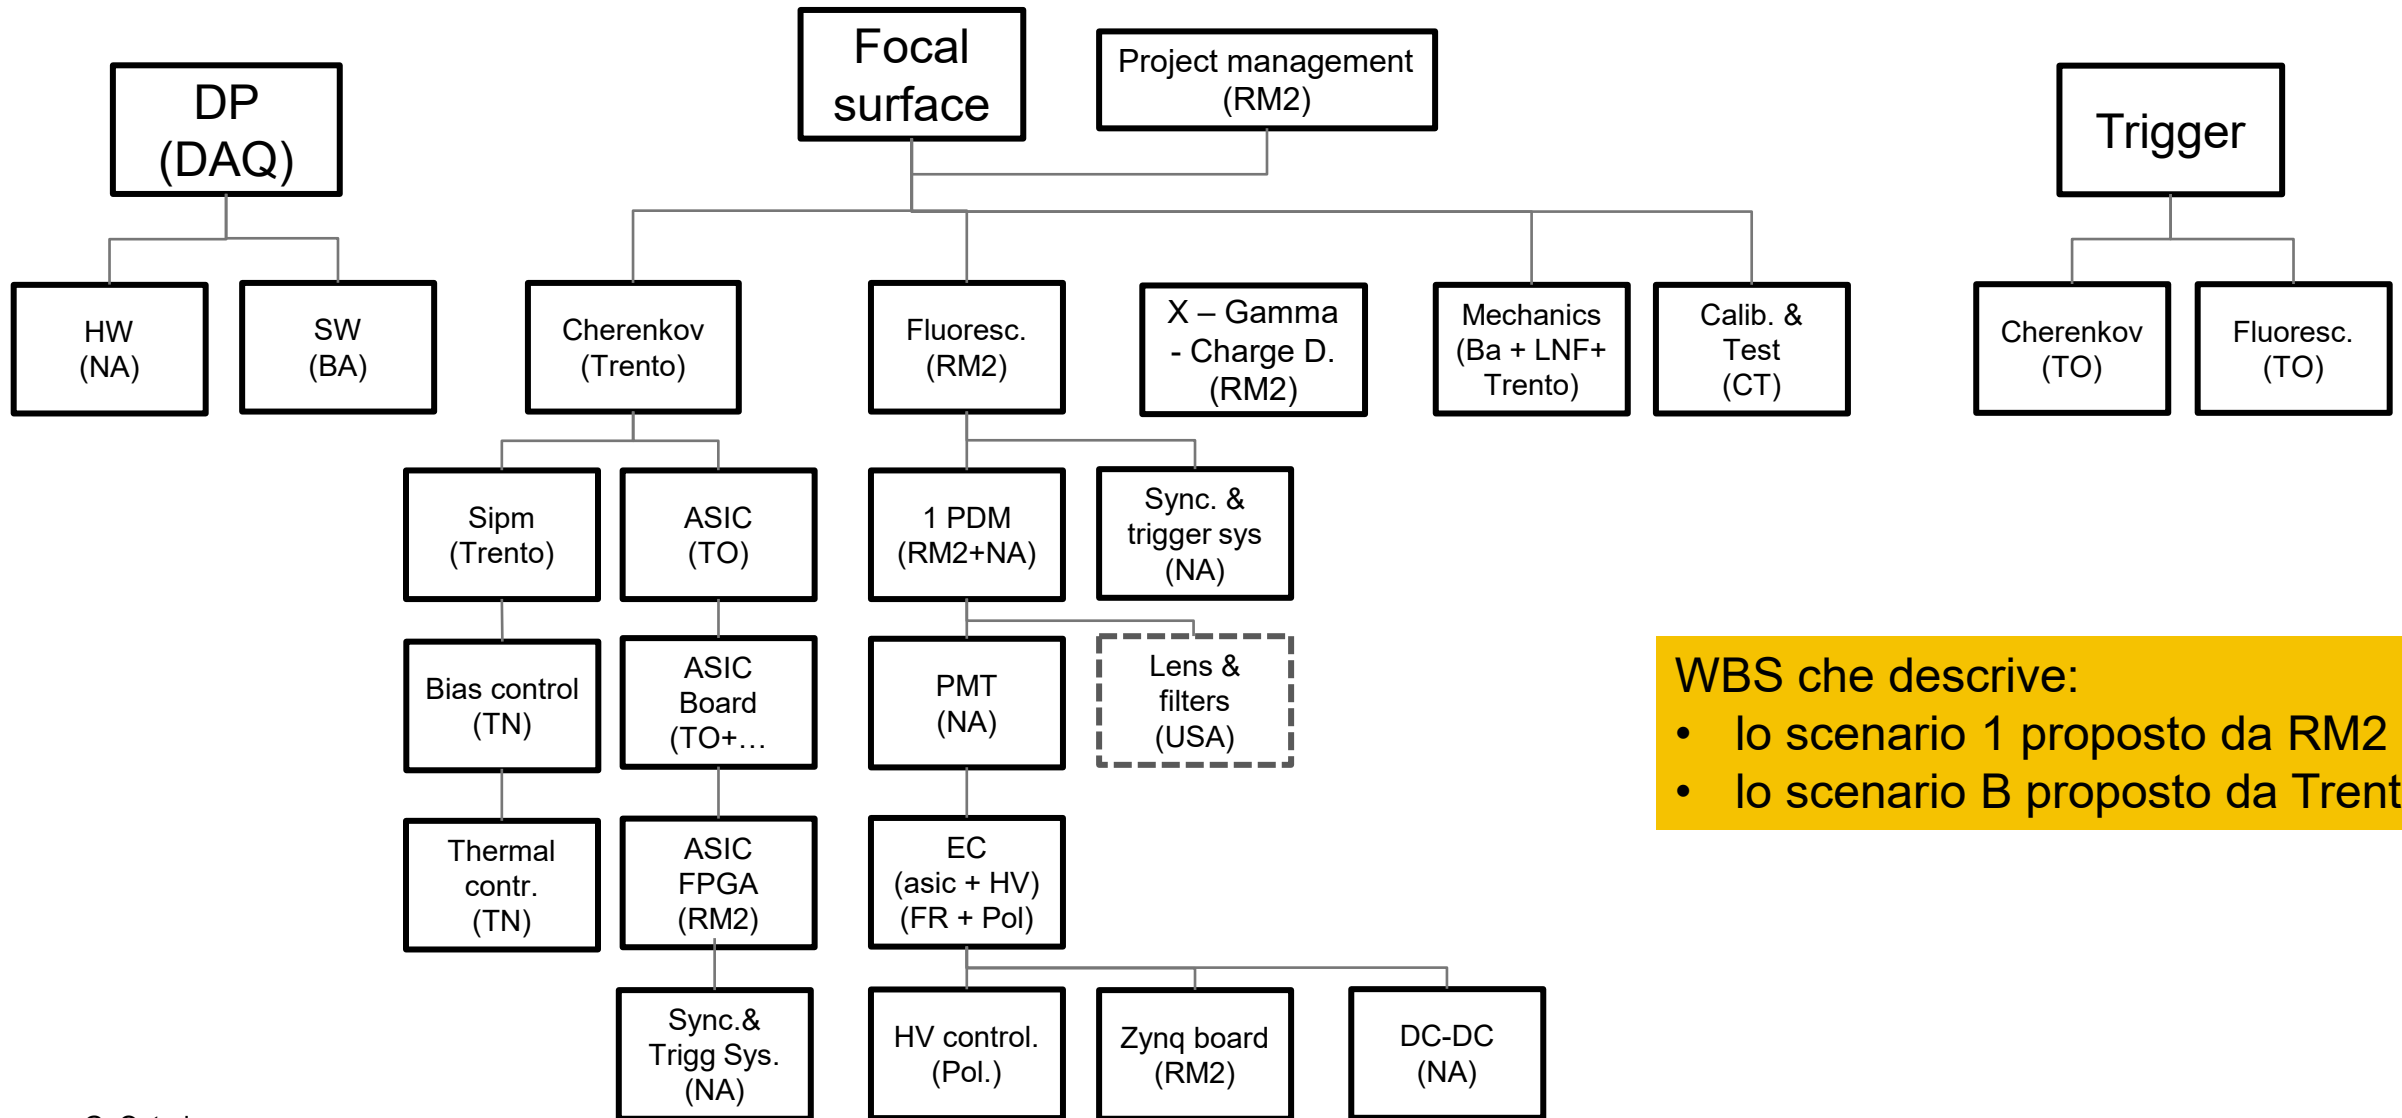 Focal
surface
Project management
(RM2)
DP
(DAQ)
Trigger
HW
(NA)
SW
(BA)
Cherenkov
(Trento)
Fluoresc.
(RM2)
X – Gamma
- Charge D.
(RM2)
Mechanics
(Ba + LNF+
Trento)
Calib. &
Test
(CT)
Cherenkov
(TO)
Fluoresc.
(TO)
Sipm
(Trento)
ASIC
(TO)
1 PDM
(RM2+NA)
Sync. &
trigger sys
(NA)
Bias control
(TN)
ASIC
Board
(TO+…
PMT
(NA)
Lens &
filters
(USA)
WBS che descrive:
• lo scenario 1 proposto da RM2
• lo scenario B proposto da Trent
Thermal
contr.
(TN)
ASIC
FPGA
(RM2)
EC
(asic + HV)
(FR + Pol)
Sync.&
Trigg Sys.
(NA)
HV control.
(Pol.)
Zynq board
(RM2)
DC-DC
(NA)